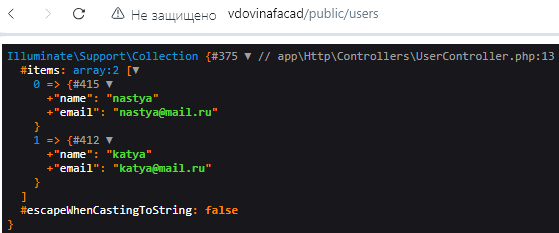 Не защищено vdovinafacad/public/users
Illuminate\Support\Collection {#375 ▼ // app\Http\Controllers\UserController.php:13
#items: array:2 [▼
0 => {#415 ▼
+"name": "nastya"
+"email": "nastya@mail.ru"
}
1 => {#412 ▼
+"name": "katya"
+"email": "katya@mail.ru"
}
]
#escapeWhenCastingToString: false
}